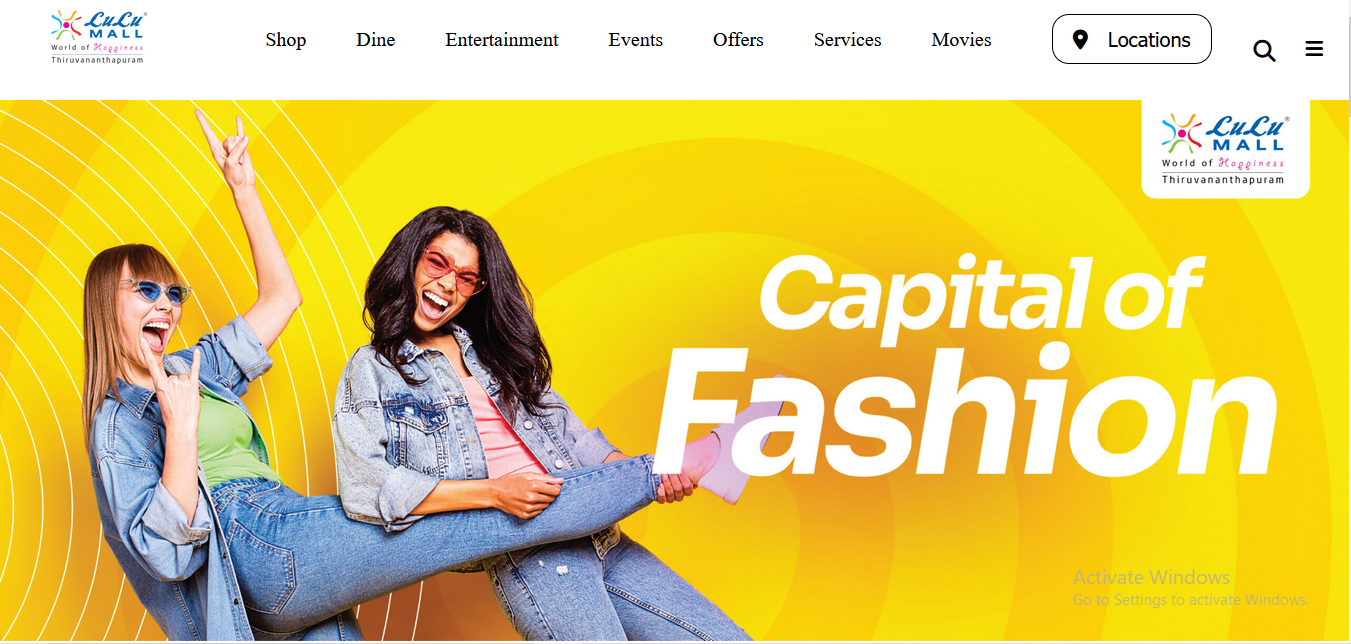 LuLu
MALL
World of Happiness
Thiruvananthapuram
Shop Dine Entertainment Events Offers Services Movies Locations
LuLu
MALL
World of Happiness
Thiruvananthapuram
Capital of
Fashion
Activate Windows
Go to Settings to activate Windows.